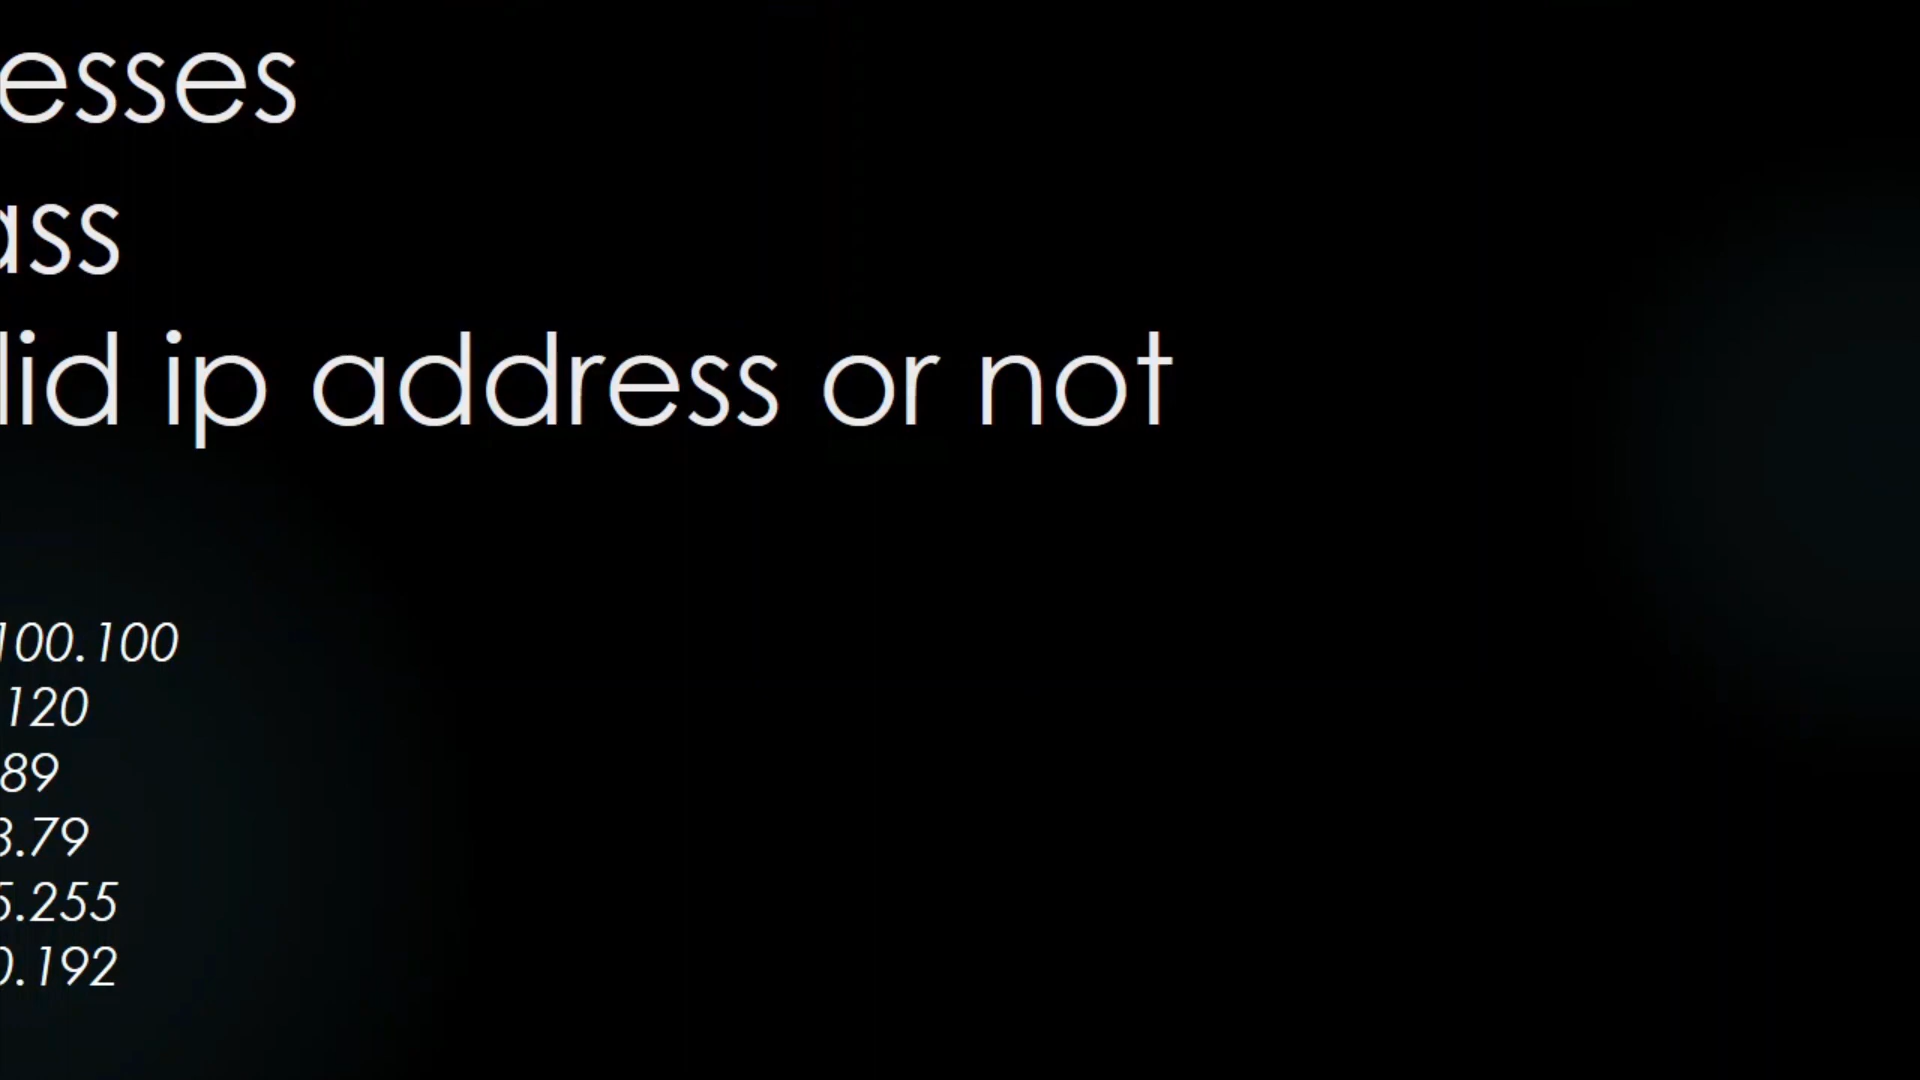 esses
ass
lid ip address or not
100.100
.120
89
3.79
5.255
0.192